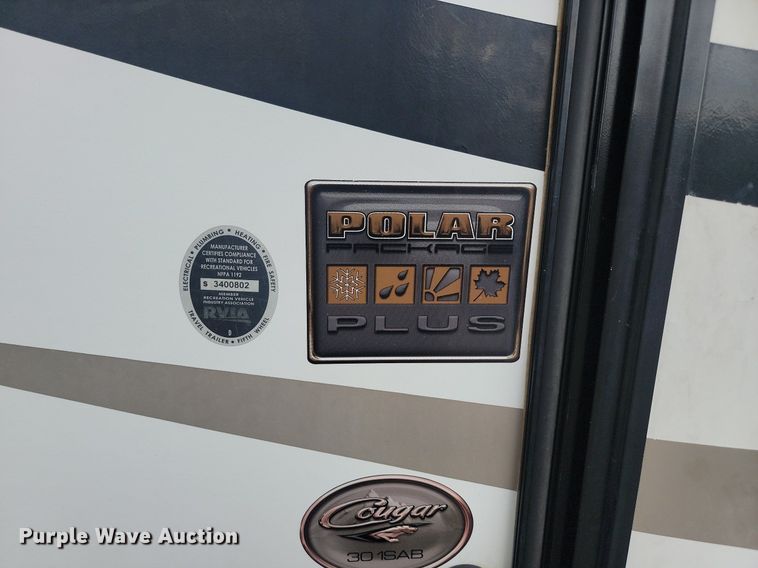 POLAR
PACKAGE
PLUS
ELECTRICAL • PLUMBING • HEATING • FIRE SAFETY
MANUFACTURER
CERTIFIES COMPLIANCE
WITH STANDARD FOR
RECREATIONAL VEHICLES
NFPA 1192
S 3400802
MEMBER
RECREATION VEHICLE
INDUSTRY ASSOCIATION
RVIA
D
TRAVEL TRAILER • FIFTH WHEEL
Cougar
301SAB
Purple Wave Auction